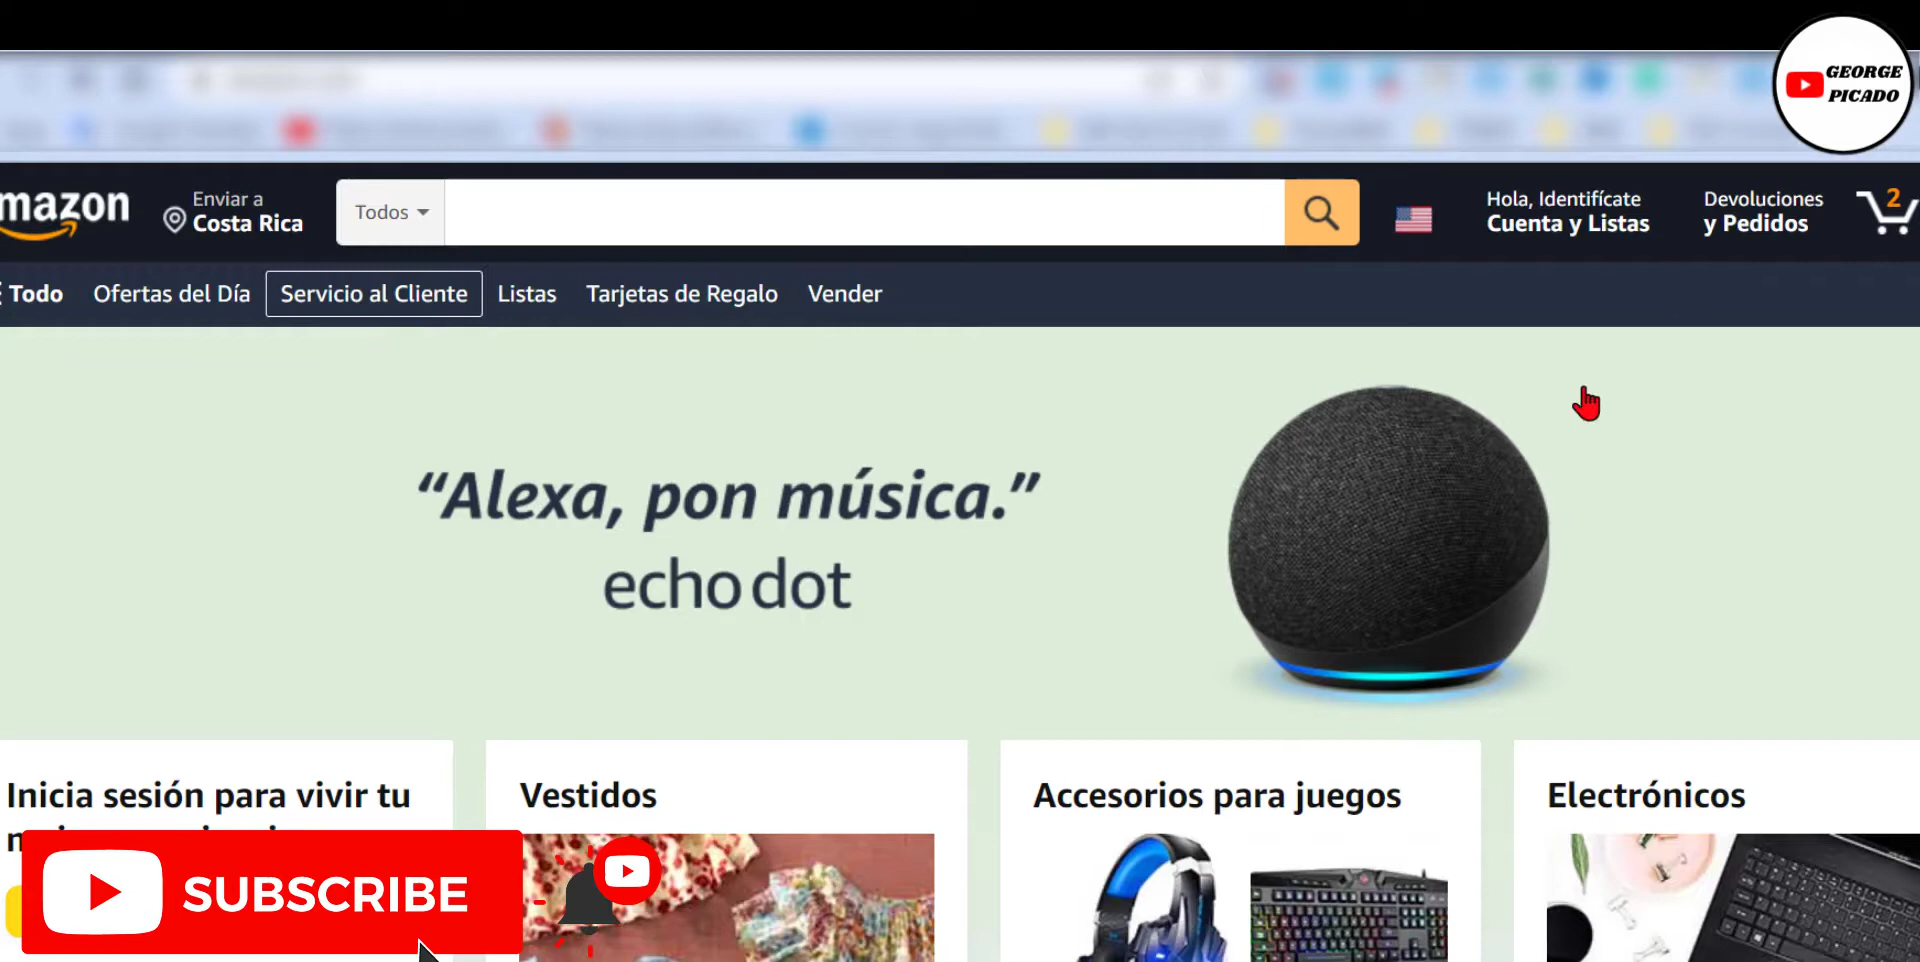 GEORGE
PICADO
mazon
Enviar a
Costa Rica
Todos
Hola, Identifícate
Cuenta y Listas
Devoluciones
y Pedidos
2
Todo
Ofertas del Día
Servicio al Cliente
Listas
Tarjetas de Regalo
Vender
“Alexa, pon música.”
echo dot
Inicia sesión para vivir tu
Vestidos
Accesorios para juegos
Electrónicos
SUBSCRIBE